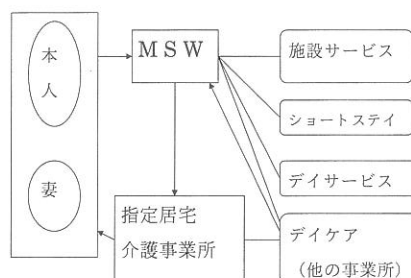 本
人
妻
ＭＳＷ
指定居宅
介護事業所
施設サービス
ショートステイ
デイサービス
デイケア
（他の事業所）